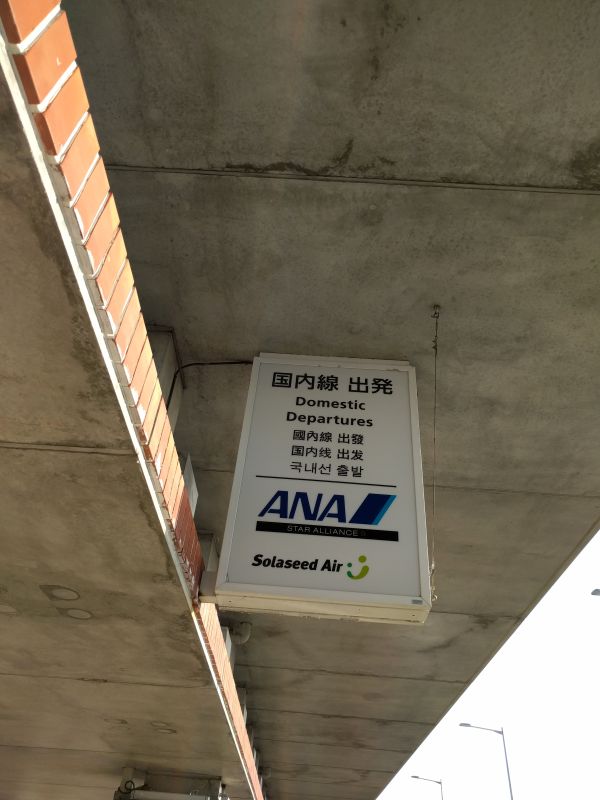 国内線 出発
Domestic
Departures
國內線 出發
国内线 出发
국내선 출발
ANA
STAR ALLIANCE
Solaseed Air